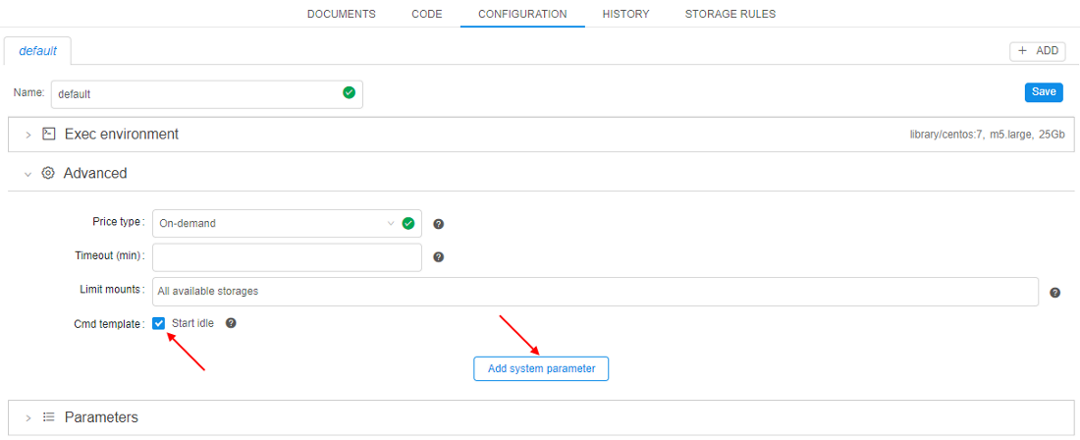 DOCUMENTS CODE CONFIGURATION HISTORY STORAGE RULES
default + ADD
Name: default Save
Exec environment library/centos:7, m5.large, 25Gb
Advanced
Price type: On-demand
Timeout (min):
Limit mounts: All available storages
Cmd template: Start idle
Add system parameter
Parameters